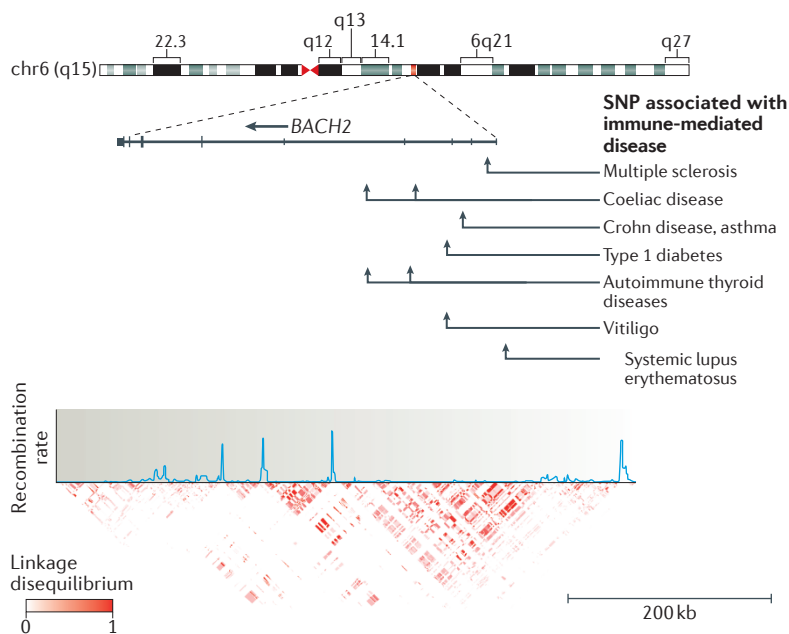 q13
22.3
q12
14.1
6q21
q27
chr6 (q15)
SNP associated with
immune-mediated
disease
BACH2
Multiple sclerosis
Coeliac disease
Crohn disease, asthma
Type 1 diabetes
Autoimmune thyroid
diseases
Vitiligo
Systemic lupus
erythematosus
Recombination
rate
Linkage
disequilibrium
0
1
200 kb